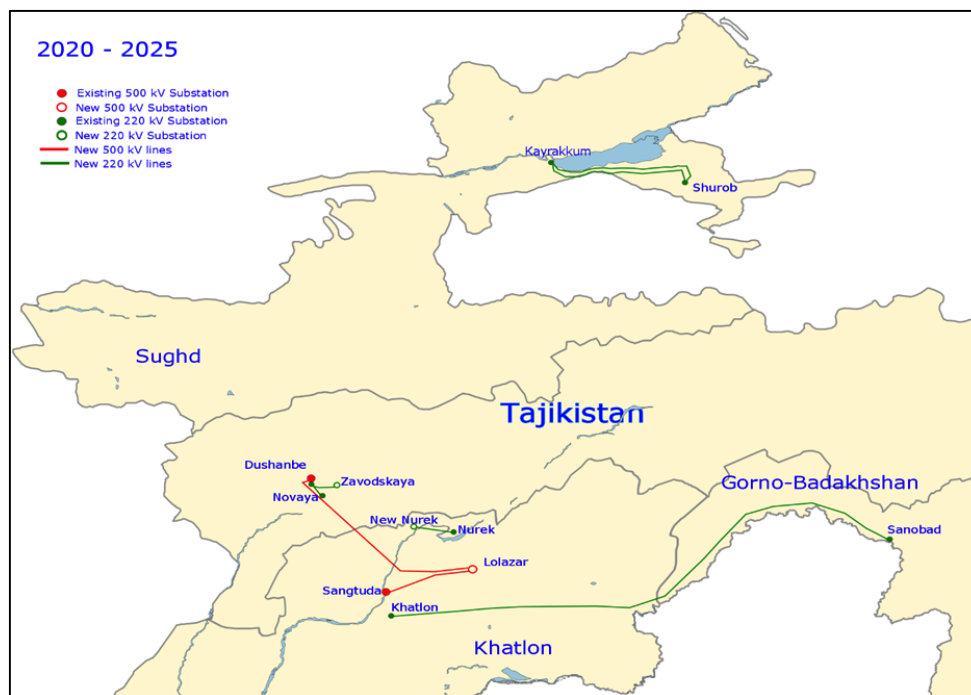 2020 - 2025
Existing 500 kV Substation
New 500 kV Substation
Existing 220 kV Substation
New 220 kV Substation
New 500 kV lines
New 220 kV lines
Kayrakkum
Shurob
Sughd
Tajikistan
Dushanbe
Zavodskaya
Gorno-Badakhshan
Novaya
New Nurek
Nurek
Sanobad
Lolazar
Sangtuda
Khatlon
Khatlon